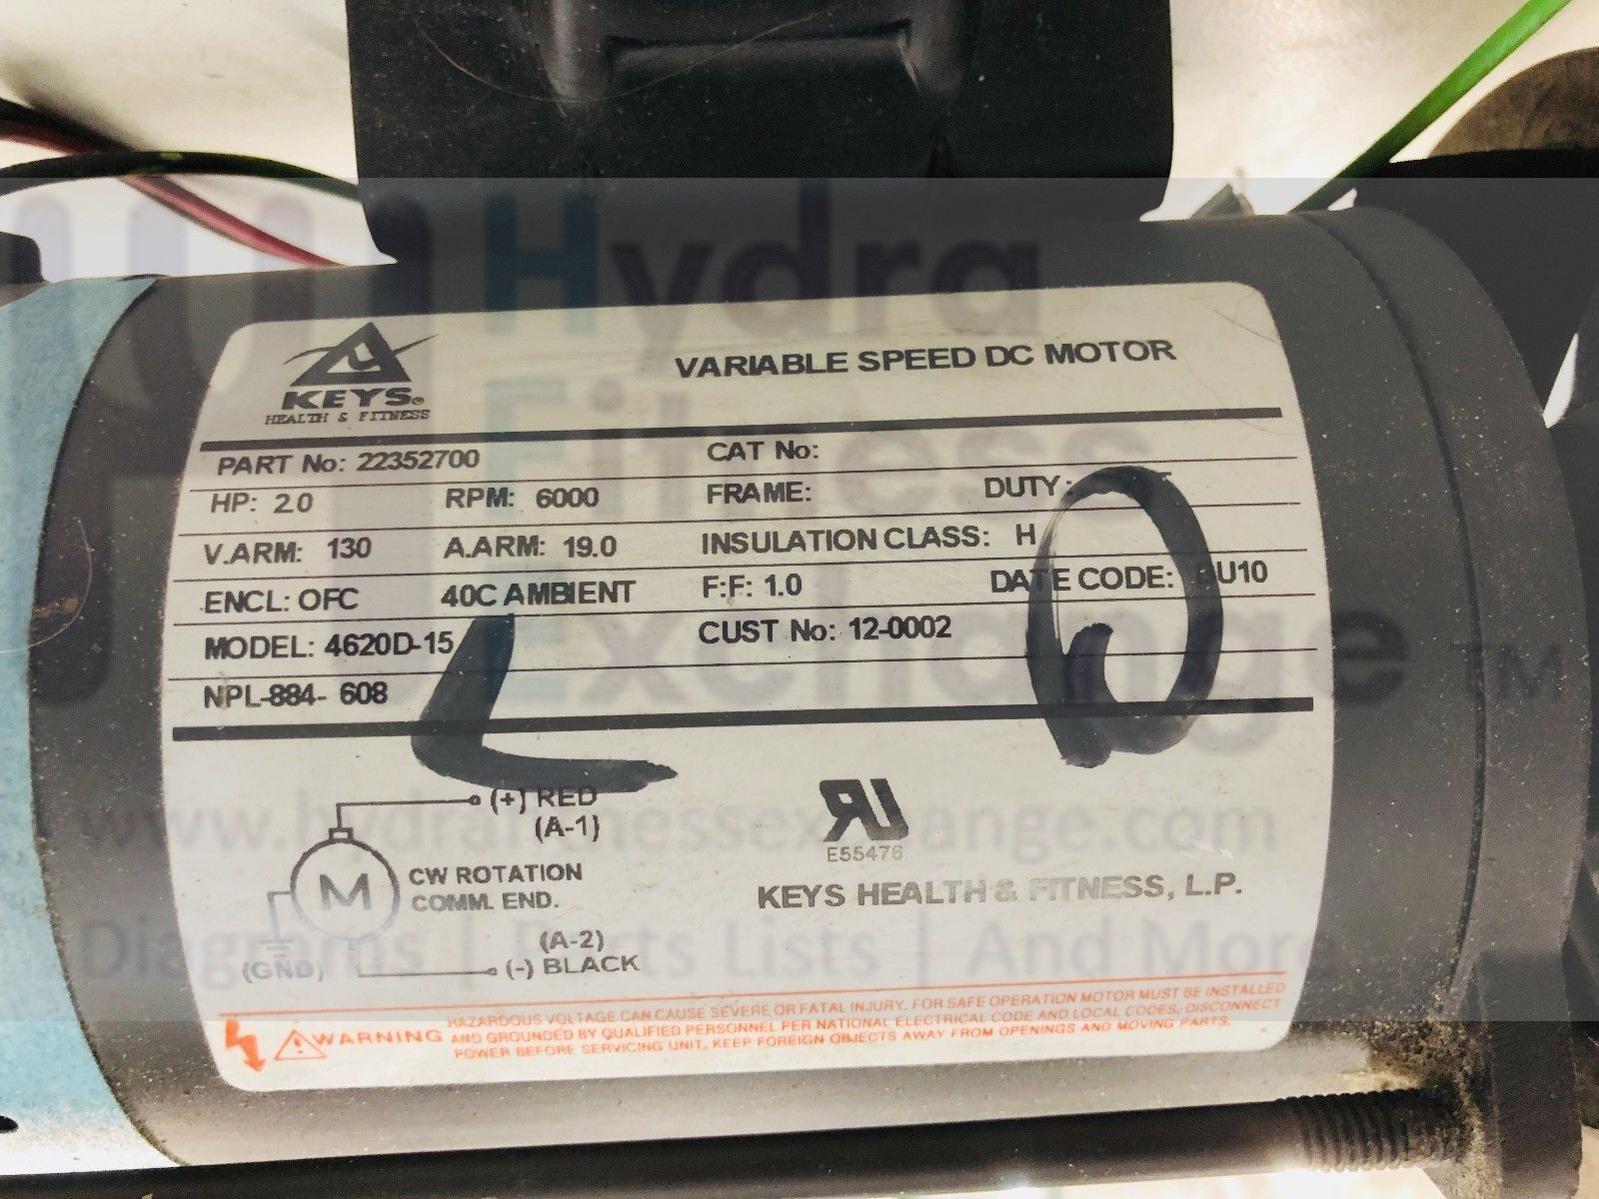 KEYS®
HEALTH & FITNESS
VARIABLE SPEED DC MOTOR
PART No: 22352700 CAT No:
HP: 2.0 RPM: 6000 FRAME: DUTY:
V.ARM: 130 A.ARM: 19.0 INSULATION CLASS: H
ENCL: OFC 40C AMBIENT F:F: 1.0 DATE CODE: U10
MODEL: 4620D-15 CUST No: 12-0002
NPL-884- 608
L O
(+) RED
(A-1)
M CW ROTATION
COMM. END.
(A-2)
(GND) (-) BLACK
RU
E55476
KEYS HEALTH & FITNESS, L.P.
WARNING
HAZARDOUS VOLTAGE CAN CAUSE SEVERE OR FATAL INJURY. FOR SAFE OPERATION MOTOR MUST BE INSTALLED
AND GROUNDED BY QUALIFIED PERSONNEL PER NATIONAL ELECTRICAL CODE AND LOCAL CODES, DISCONNECT
POWER BEFORE SERVICING UNIT, KEEP FOREIGN OBJECTS AWAY FROM OPENINGS AND MOVING PARTS.
Hydra
Fitness
Exchange TM
www.hydrafitnessexchange.com
Diagrams | Parts Lists | And More